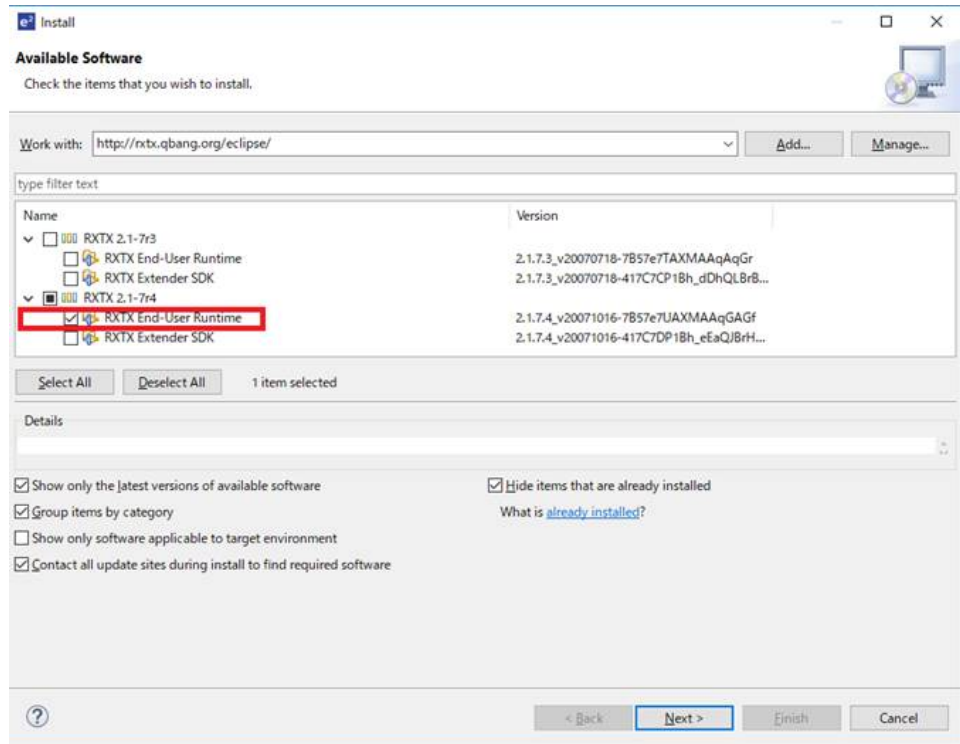 e² Install
Available Software
Check the items that you wish to install.
Work with: http://rxtx.qbang.org/eclipse/ Add... Manage...
type filter text
Name Version
RXTX 2.1-7r3
RXTX End-User Runtime 2.1.7.3_v20070718-7B57e7TAXMAAqAqGr
RXTX Extender SDK 2.1.7.3_v20070718-417C7CP1Bh_dDhQLBrB...
RXTX 2.1-7r4
RXTX End-User Runtime 2.1.7.4_v20071016-7B57e7UAXMAAqGAGf
RXTX Extender SDK 2.1.7.4_v20071016-417C7DP1Bh_eEaQJBrH...
Select All Deselect All 1 item selected
Details
Show only the latest versions of available software Hide items that are already installed
Group items by category What is already installed?
Show only software applicable to target environment
Contact all update sites during install to find required software
? < Back Next > Finish Cancel